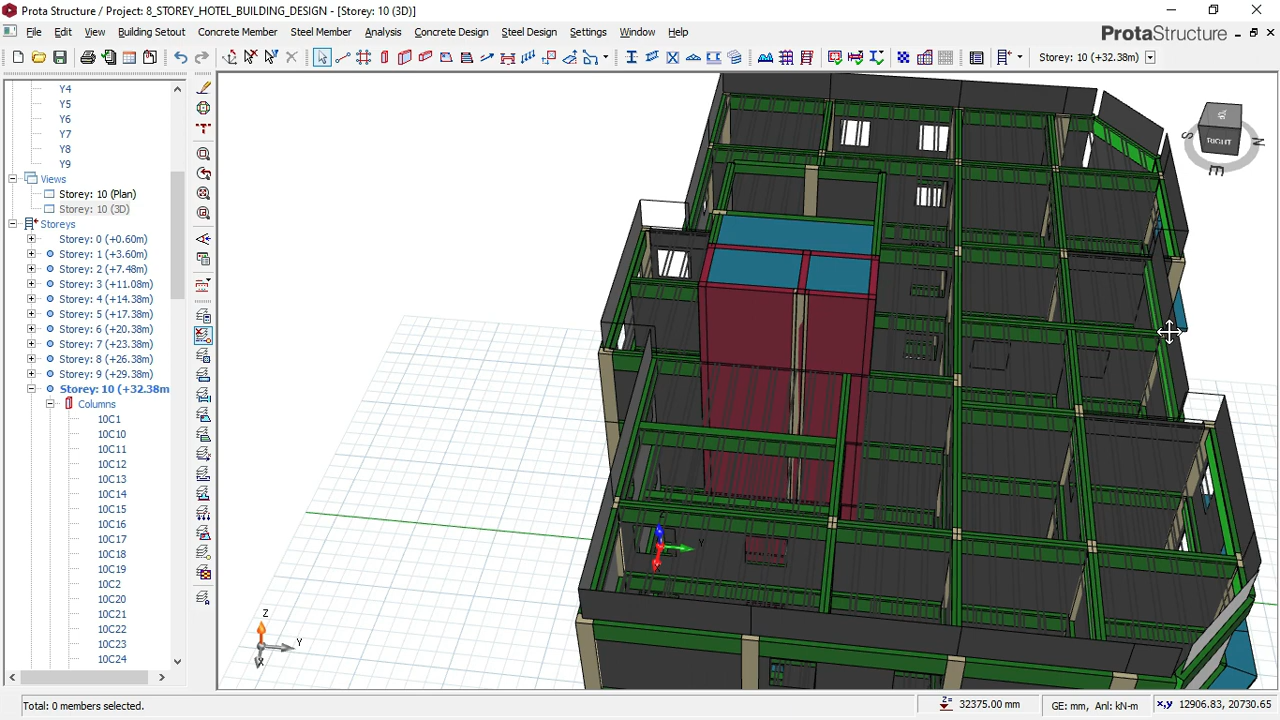 Prota Structure / Project: 8_STOREY_HOTEL_BUILDING_DESIGN - [Storey: 10 (3D)]
File Edit View Building Setout Concrete Member Steel Member Analysis Concrete Design Steel Design Settings Window Help
ProtaStructure
Storey: 10 (+32.38m)
Y4
Y5
Y6
Y7
Y8
Y9
Views
Storey: 10 (Plan)
Storey: 10 (3D)
Storeys
Storey: 0 (+0.60m)
Storey: 1 (+3.60m)
Storey: 2 (+7.48m)
Storey: 3 (+11.08m)
Storey: 4 (+14.38m)
Storey: 5 (+17.38m)
Storey: 6 (+20.38m)
Storey: 7 (+23.38m)
Storey: 8 (+26.38m)
Storey: 9 (+29.38m)
Storey: 10 (+32.38m
Columns
10C1
10C10
10C11
10C12
10C13
10C14
10C15
10C16
10C17
10C18
10C19
10C2
10C20
10C21
10C22
10C23
10C24
S
N
RIGHT
E
Y
Z
Y
X
Total: 0 members selected.
Z= 32375.00 mm
GE: mm, Anl: kN-m
x,y 12906.83, 20730.65